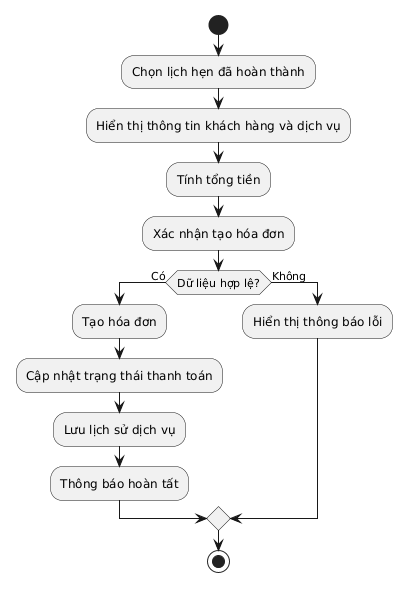 Chọn lịch hẹn đã hoàn thành
Hiển thị thông tin khách hàng và dịch vụ
Tính tổng tiền
Xác nhận tạo hóa đơn
Có
Dữ liệu hợp lệ?
Không
Tạo hóa đơn
Hiển thị thông báo lỗi
Cập nhật trạng thái thanh toán
Lưu lịch sử dịch vụ
Thông báo hoàn tất